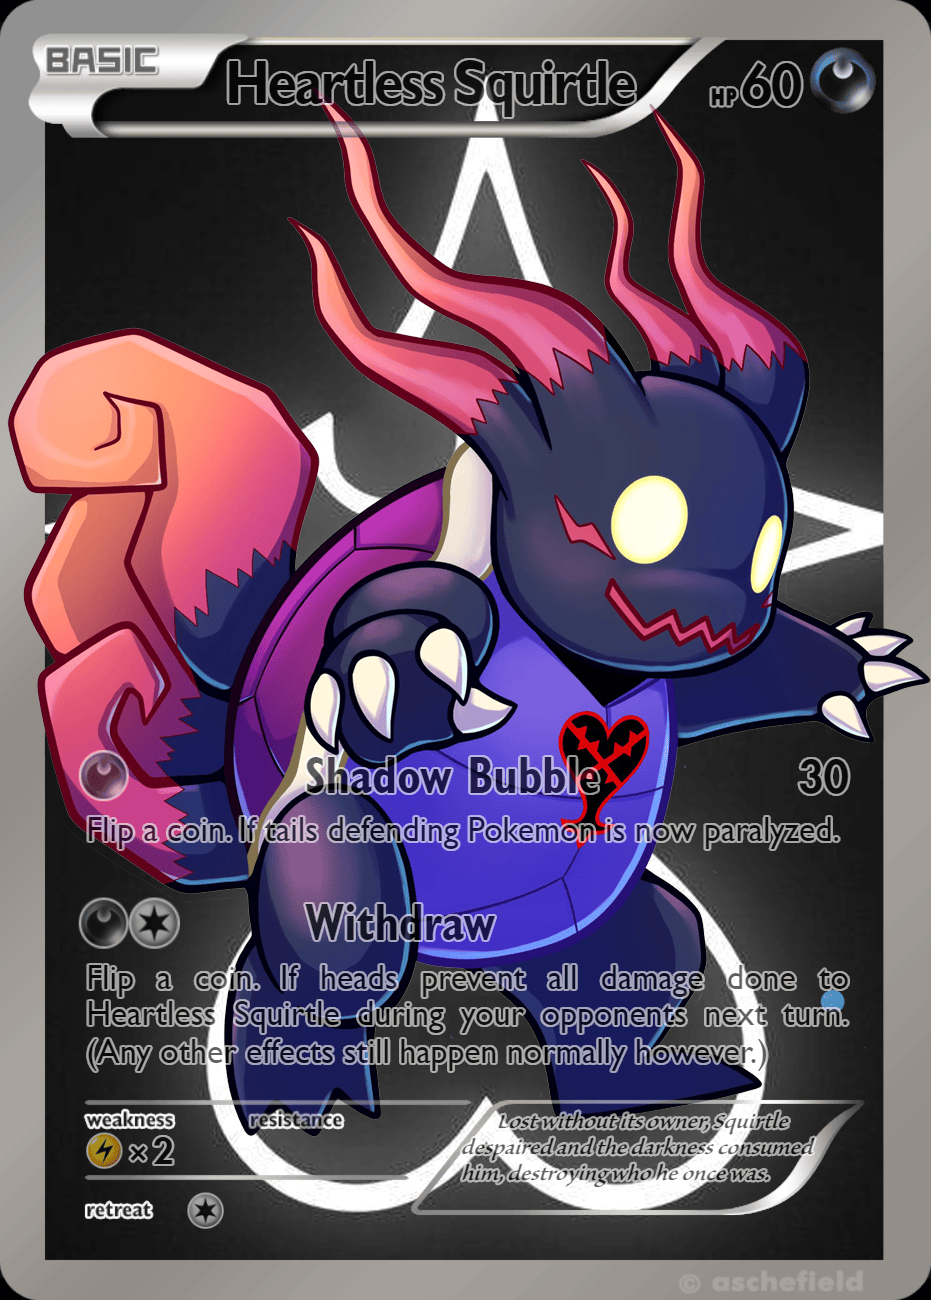 BASIC
Heartless Squirtle
HP60
Shadow Bubble 30
Flip a coin. If tails defending Pokemon is now paralyzed.
Withdraw
Flip a coin. If heads prevent all damage done to
Heartless Squirtle during your opponents next turn.
(Any other effects still happen normally however.)
weakness resistance
×2
Lost without its owner, Squirtle
despaired and the darkness consumed
him, destroying who he once was.
retreat
© aschefield